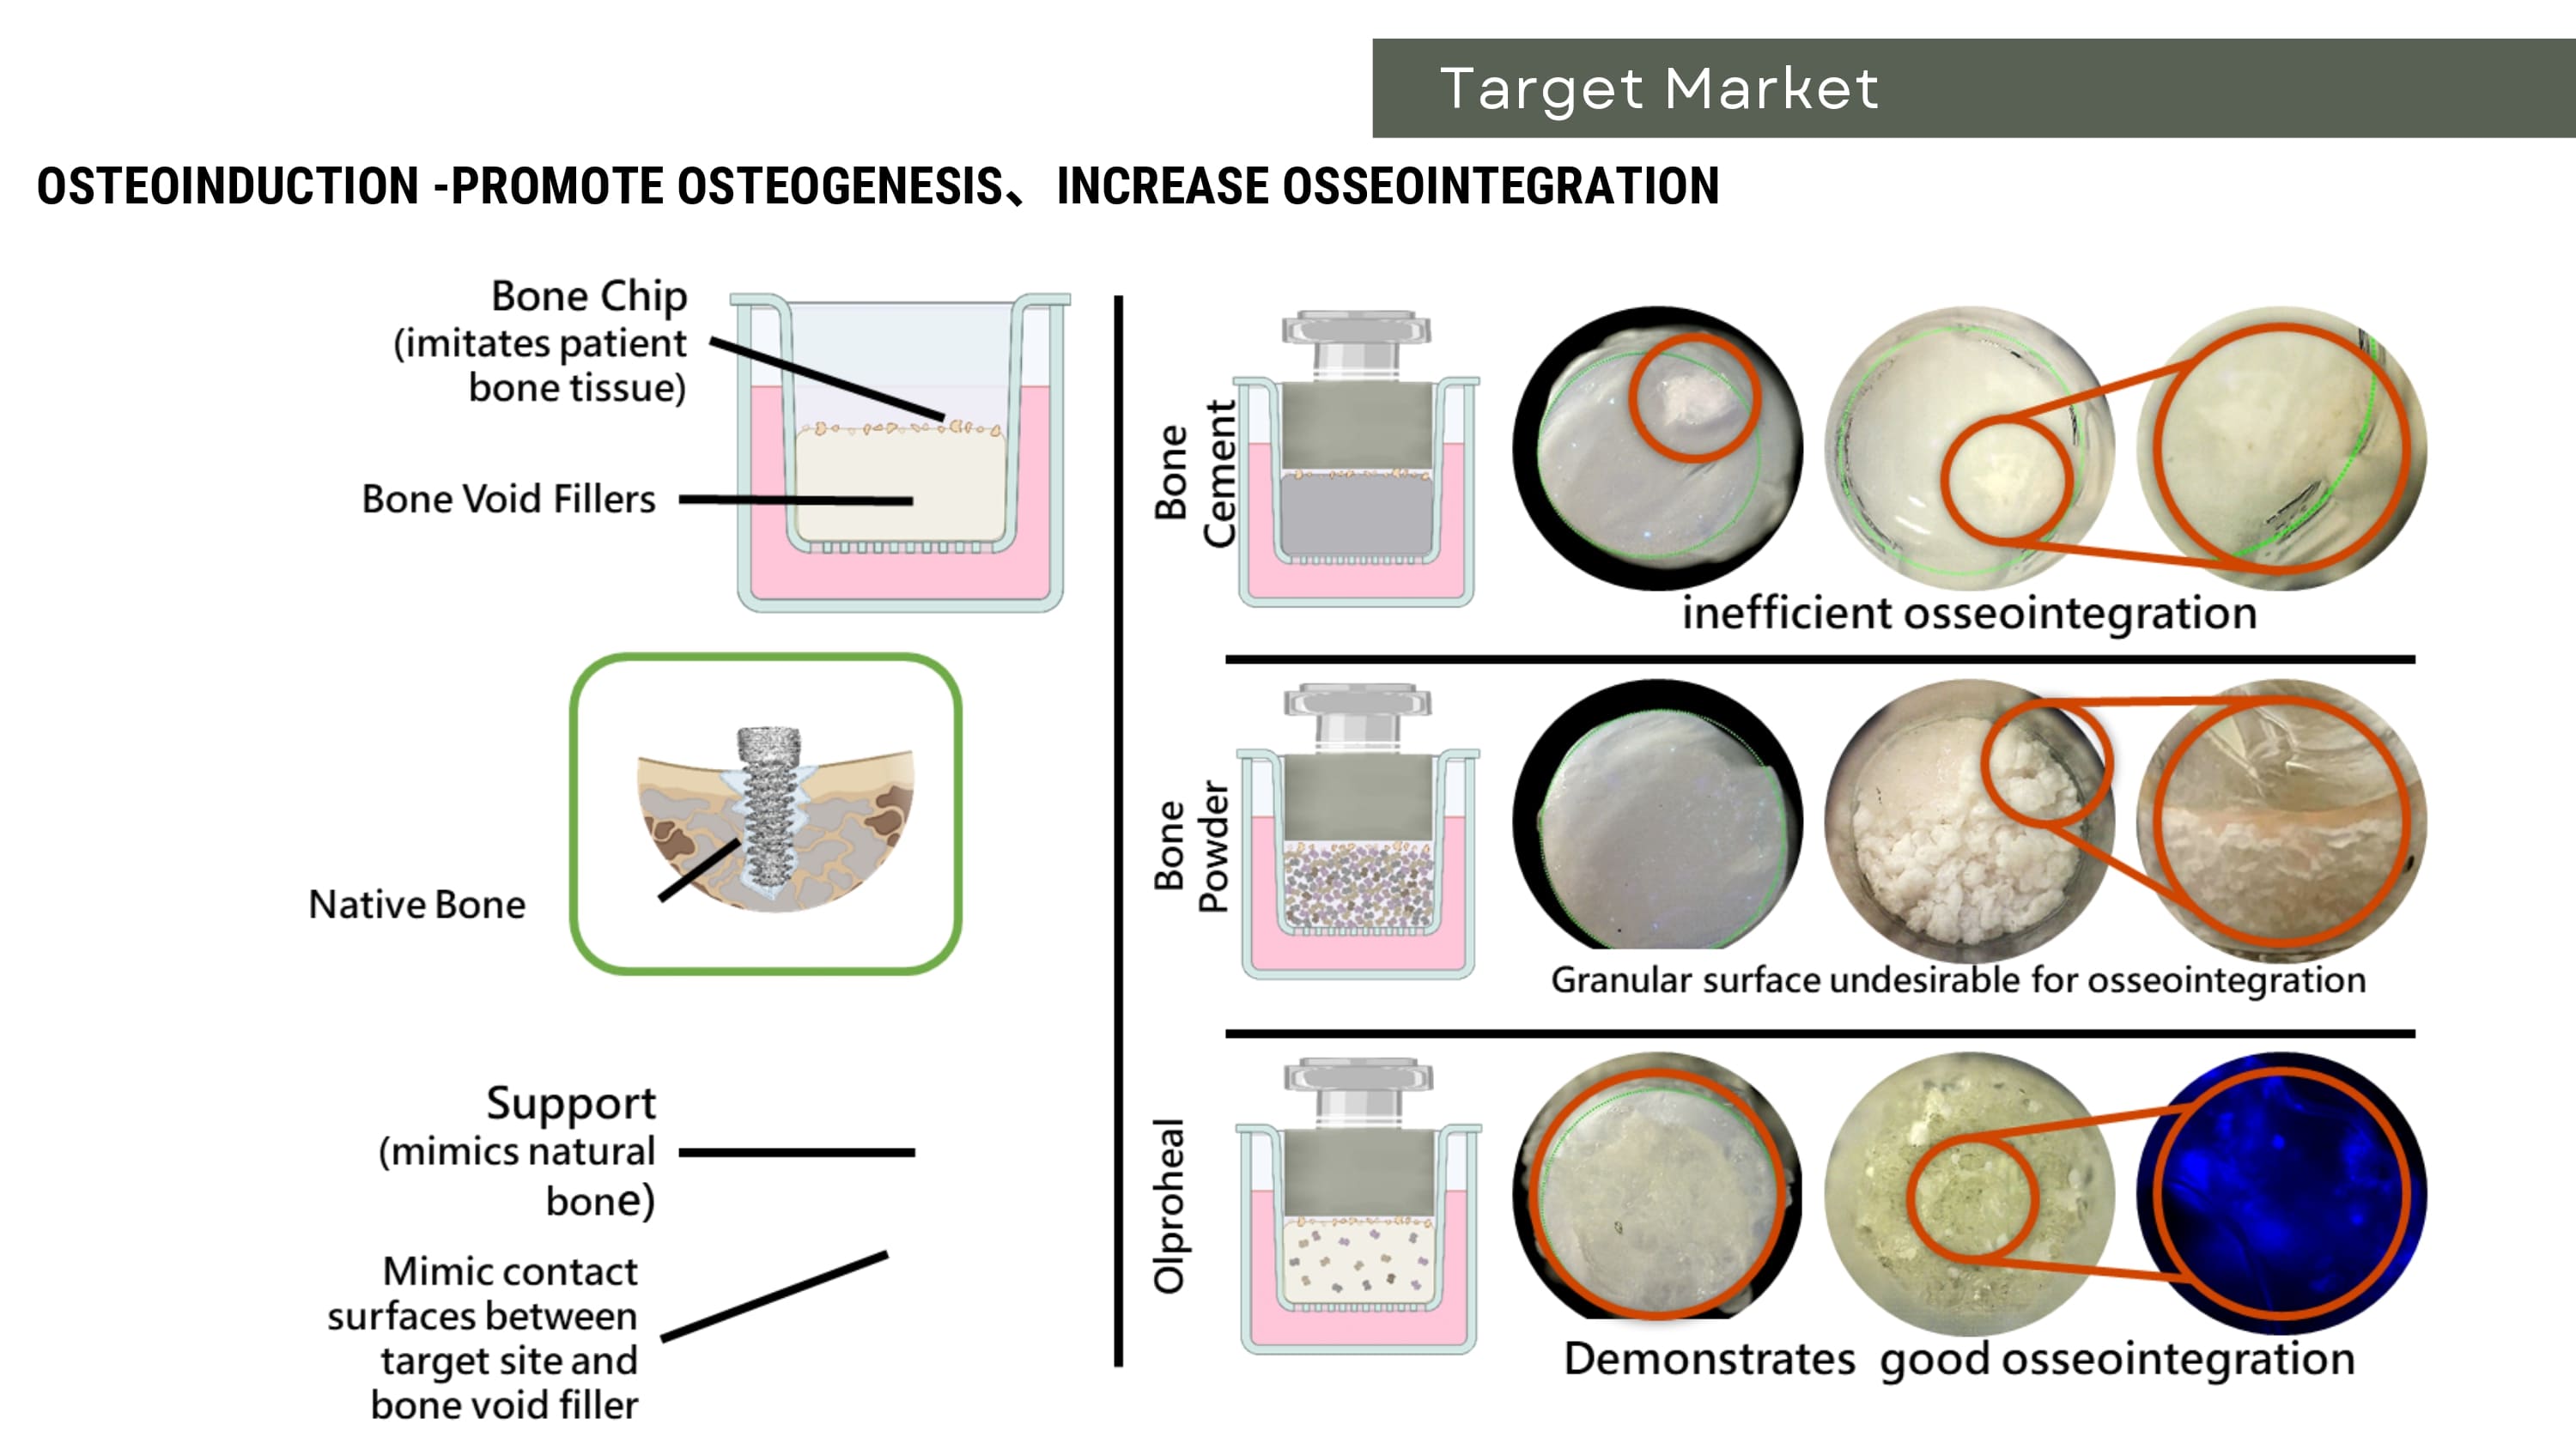 Target Market
OSTEOINDUCTION -PROMOTE OSTEOGENESIS、 INCREASE OSSEOINTEGRATION
Bone Chip
(imitates patient
bone tissue)
Bone Void Fillers
Native Bone
Support
(mimics natural
bone)
Mimic contact
surfaces between
target site and
bone void filler
Bone
Cement
inefficient osseointegration
Bone
Powder
Granular surface undesirable for osseointegration
Olproheal
Demonstrates good osseointegration